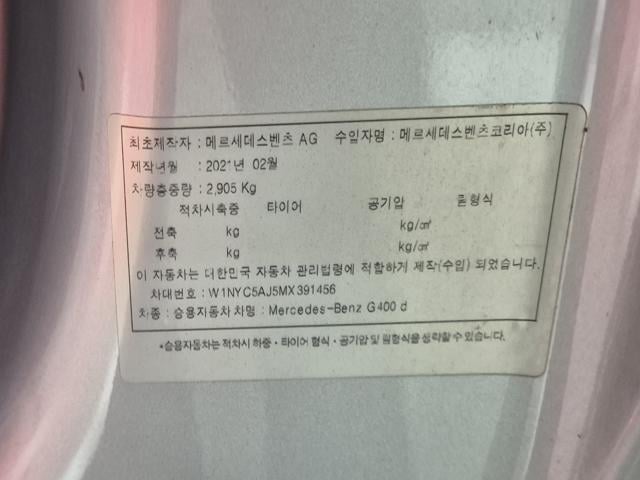 최초제작자 : 메르세데스벤츠 AG 수입자명 : 메르세데스벤츠코리아(주)
제작년월 : 2021년 02월
차량총중량 : 2,905 Kg
적차시축중 타이어 공기압 림형식
전축 kg kg/㎠
후축 kg kg/㎠
이 자동차는 대한민국 자동차 관리법령에 적합하게 제작(수입) 되었습니다.
차대번호 : W1NYC5AJ5MX391456
차종 : 승용자동차 차명 : Mercedes-Benz G400 d
*승용자동차는 적차시 하중 · 타이어 형식 · 공기압 및 림형식을 생략할 수 있습니다.